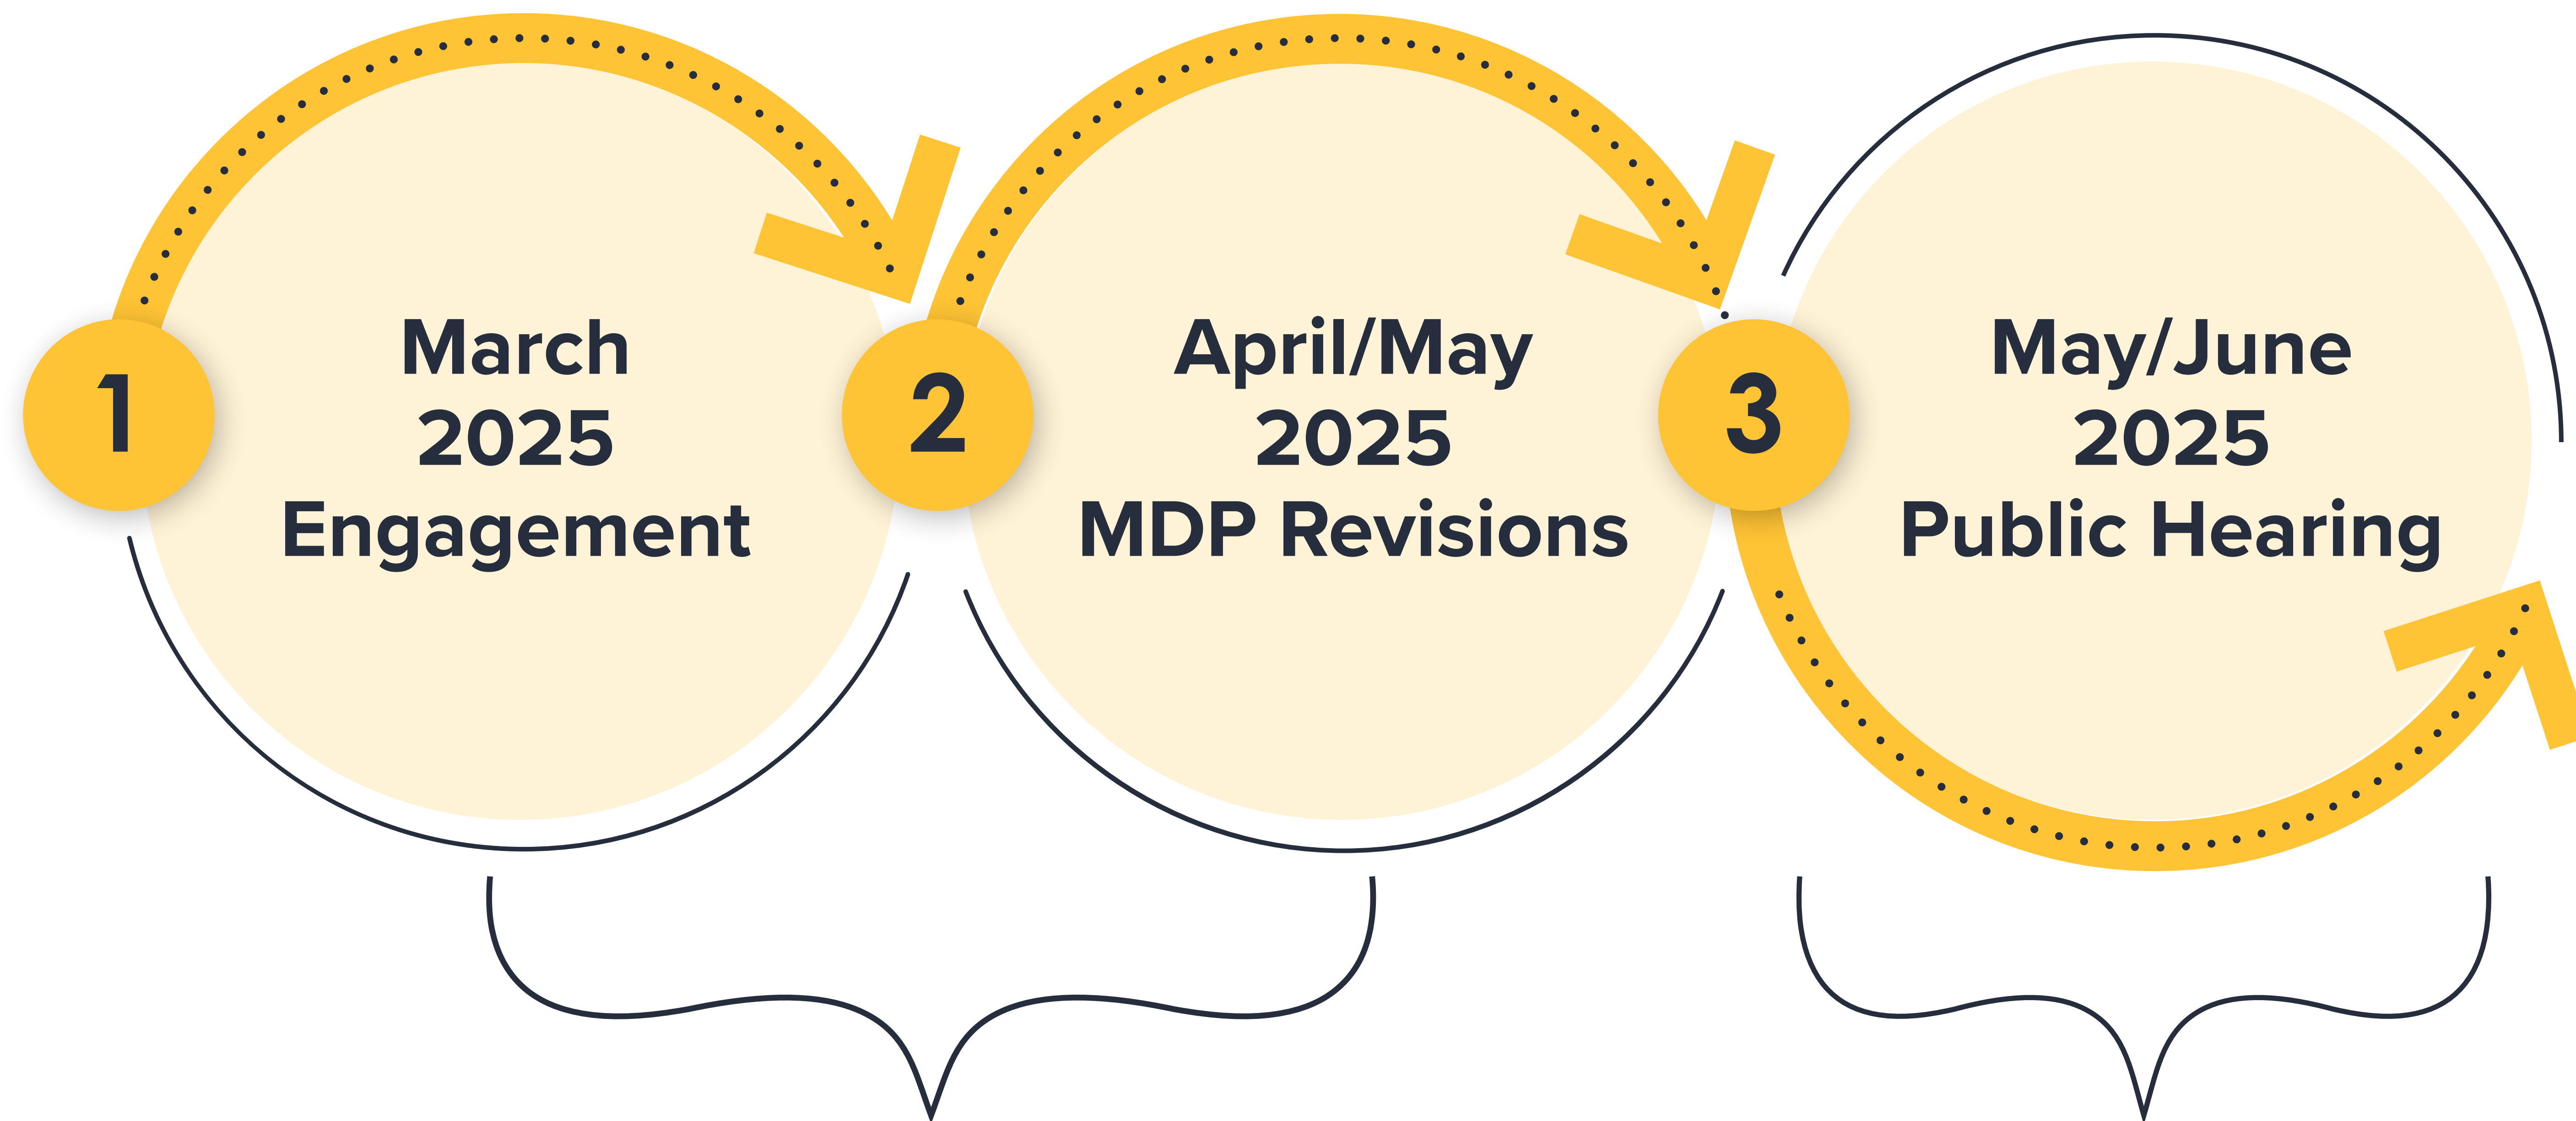 1
March
2025
Engagement
2
April/May
2025
MDP Revisions
3
May/June
2025
Public Hearing